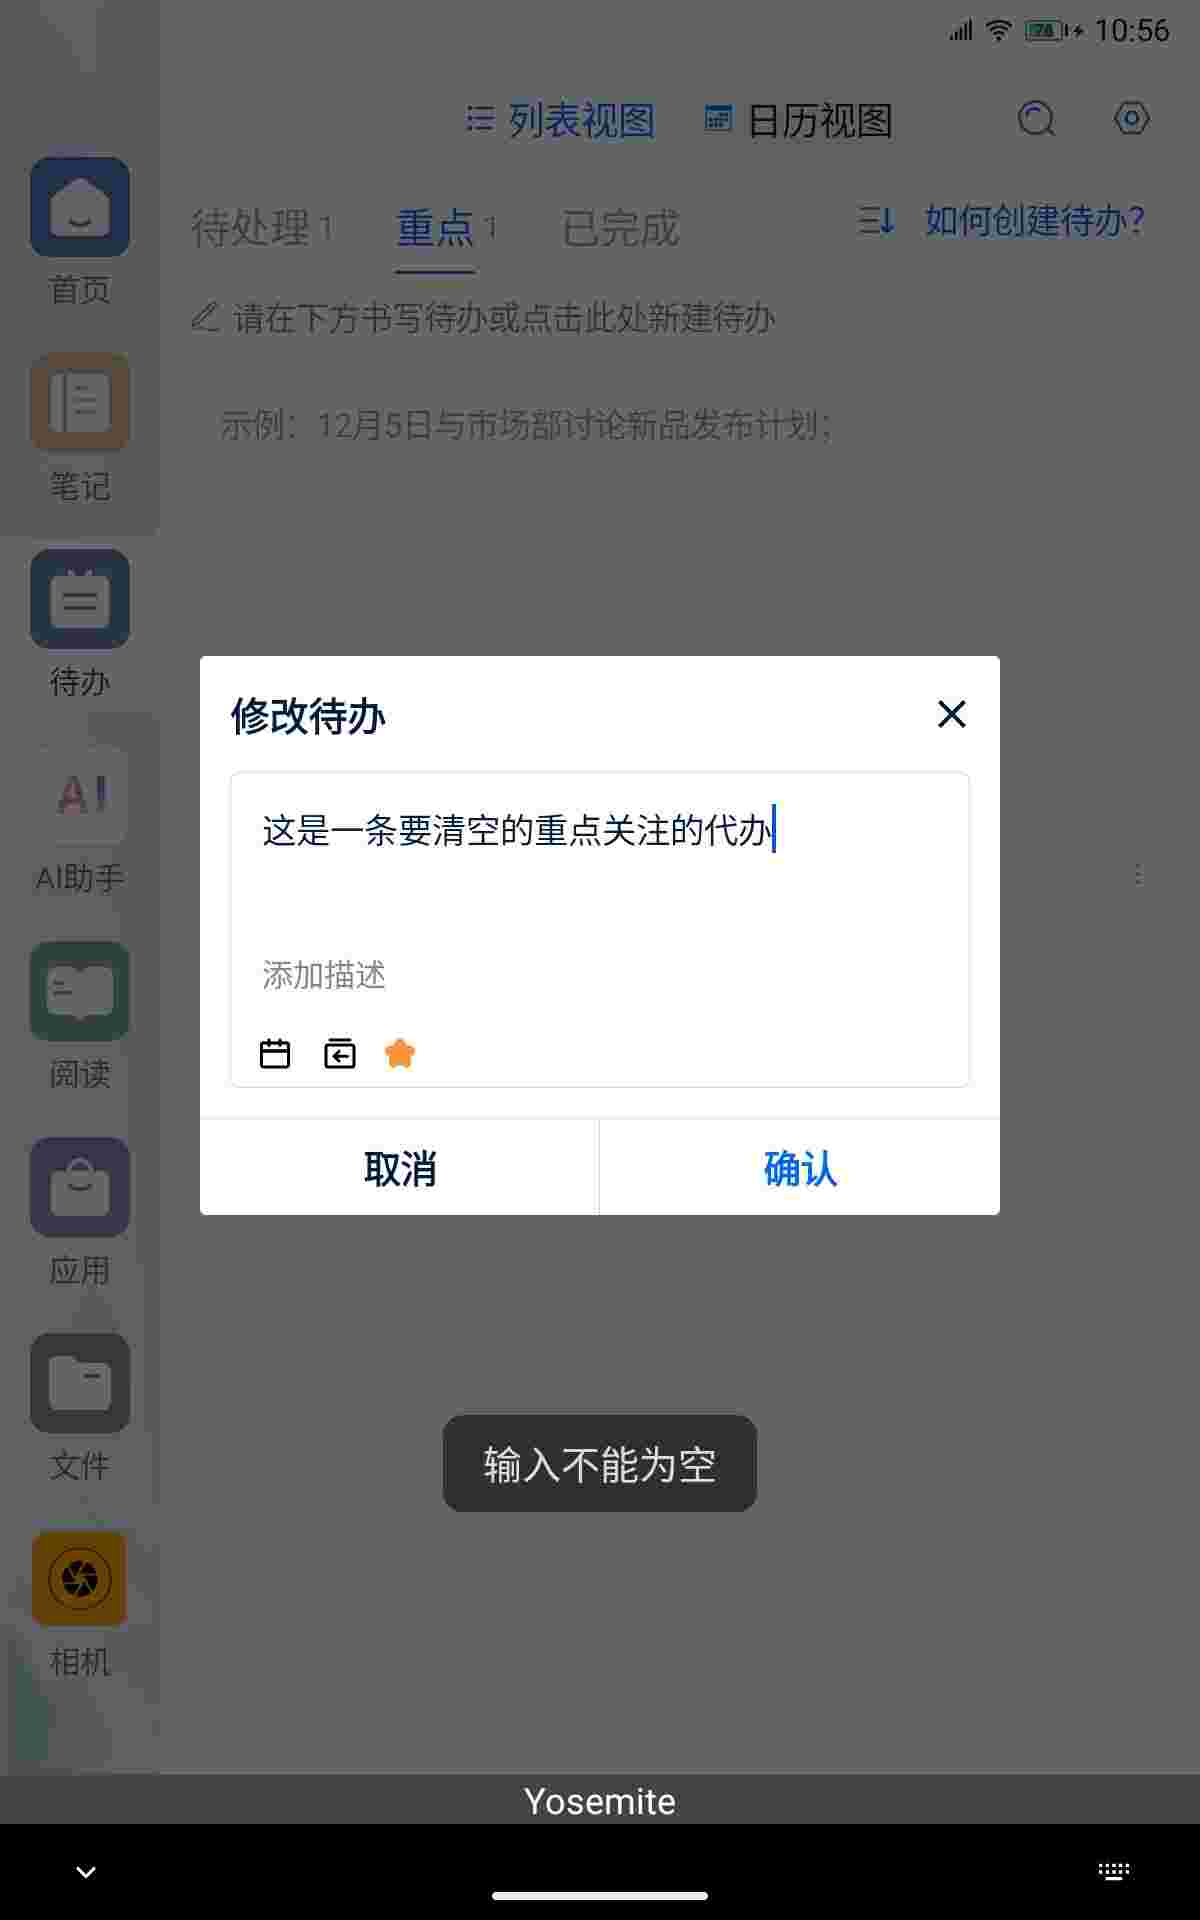 74 10:56
列表视图 日历视图
待处理 1 重点 1 已完成 如何创建待办?
请在下方书写待办或点击此处新建待办
示例：12月5日与市场部讨论新品发布计划；
首页
笔记
待办
AI
AI助手
阅读
应用
文件
相机
修改待办
这是一条要清空的重点关注的代办
添加描述
取消 确认
输入不能为空
Yosemite